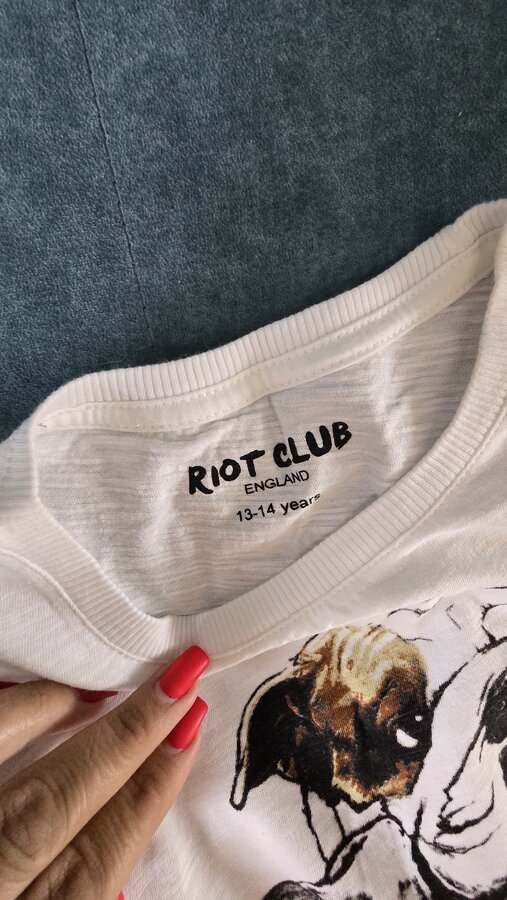 RIOT CLUB
ENGLAND
13-14 years